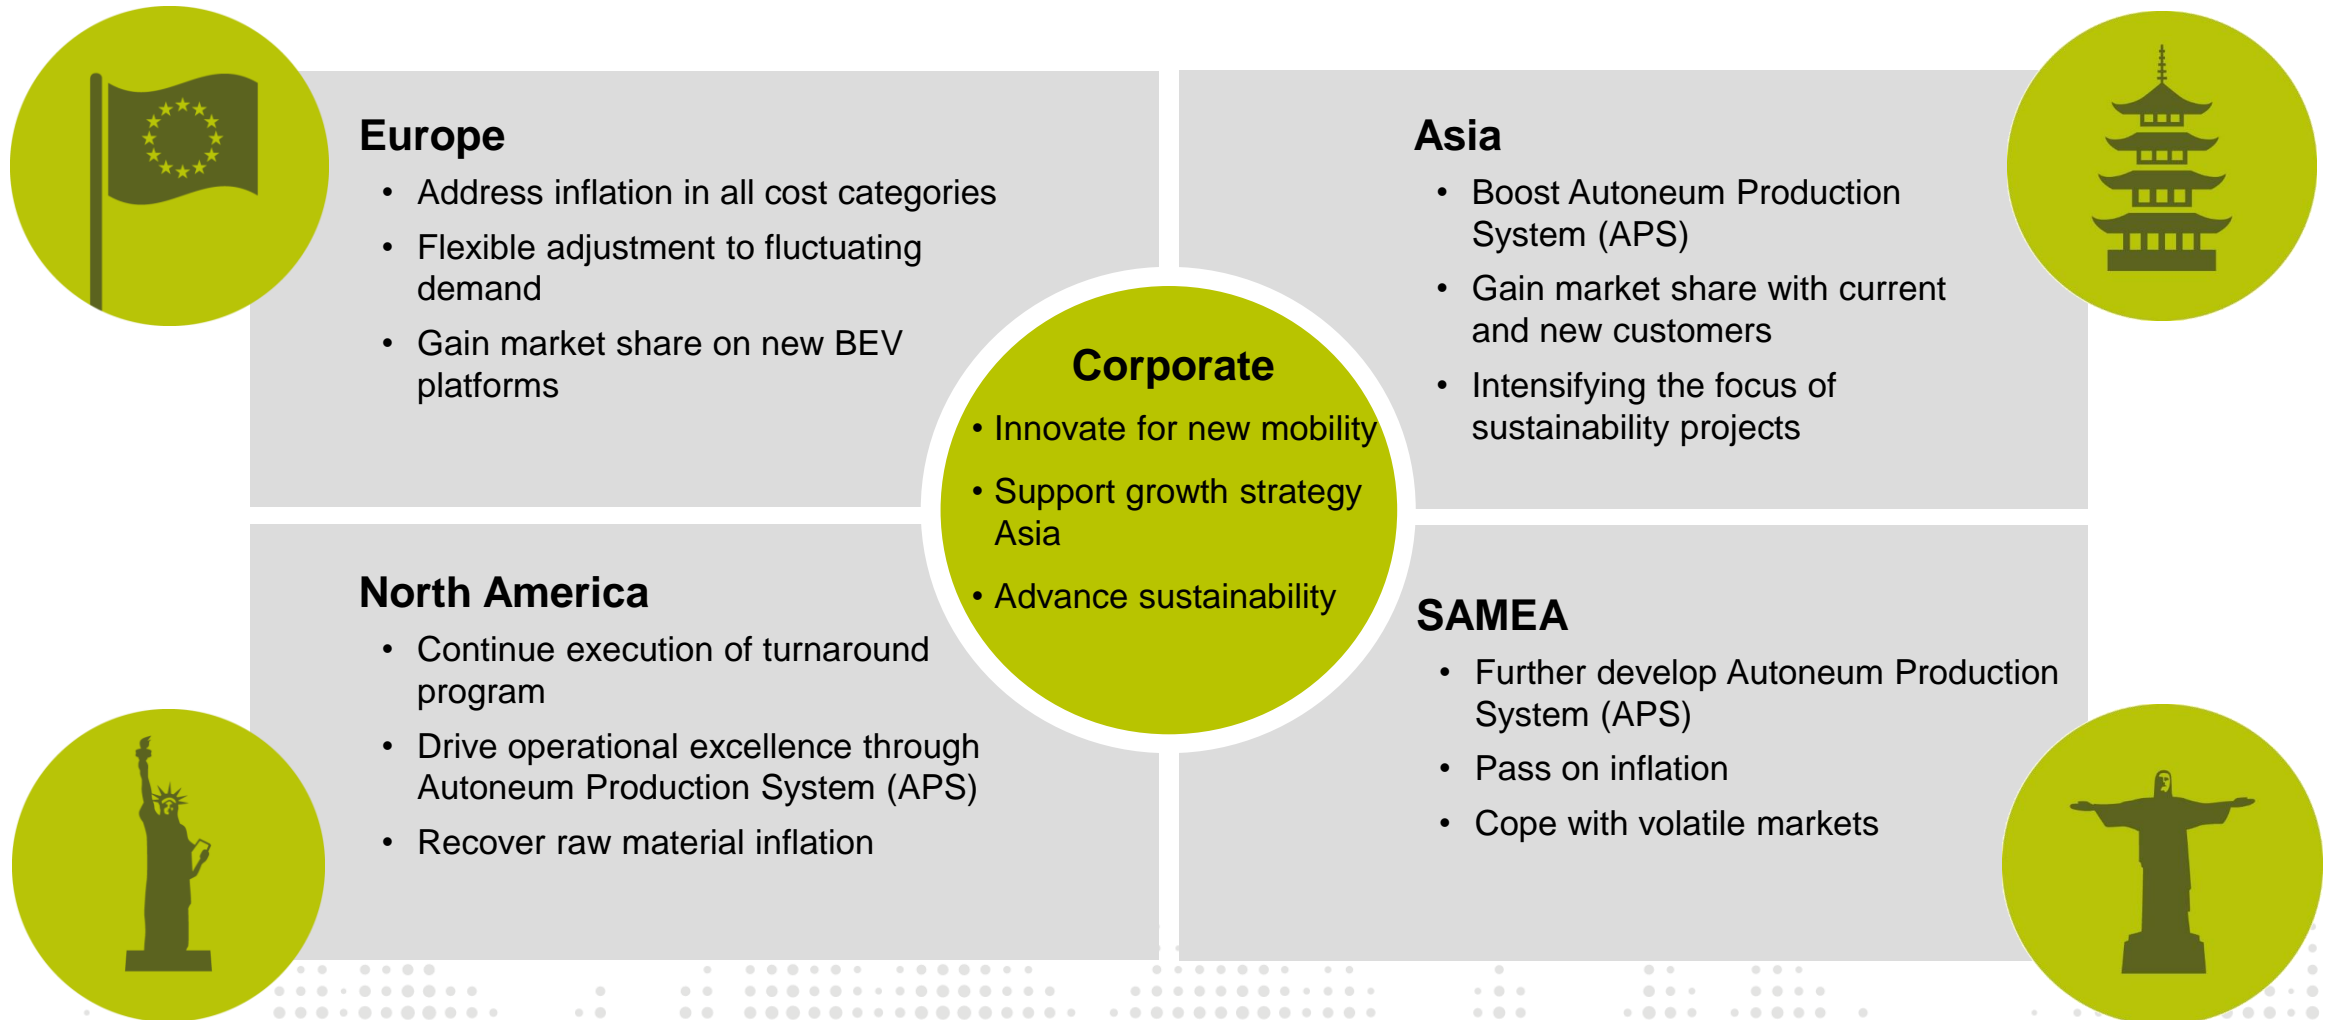 Europe
• Address inflation in all cost categories
• Flexible adjustment to fluctuating
demand
• Gain market share on new BEV
platforms
Asia
• Boost Autoneum Production
System (APS)
• Gain market share with current
and new customers
• Intensifying the focus of
sustainability projects
Corporate
• Innovate for new mobility
• Support growth strategy
Asia
• Advance sustainability
North America
• Continue execution of turnaround
program
• Drive operational excellence through
Autoneum Production System (APS)
• Recover raw material inflation
SAMEA
• Further develop Autoneum Production
System (APS)
• Pass on inflation
• Cope with volatile markets